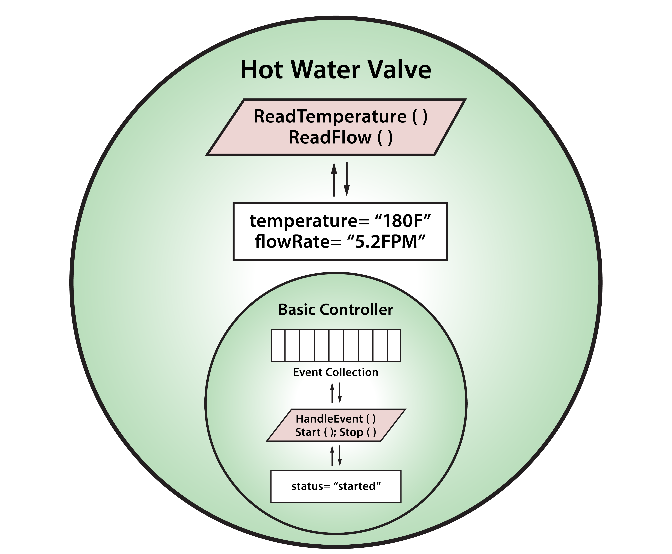 Hot Water Valve
ReadTemperature ( )
ReadFlow ( )
temperature= “180F”
flowRate= “5.2FPM”
Basic Controller
Event Collection
HandleEvent ( )
Start ( ); Stop ( )
status= “started”